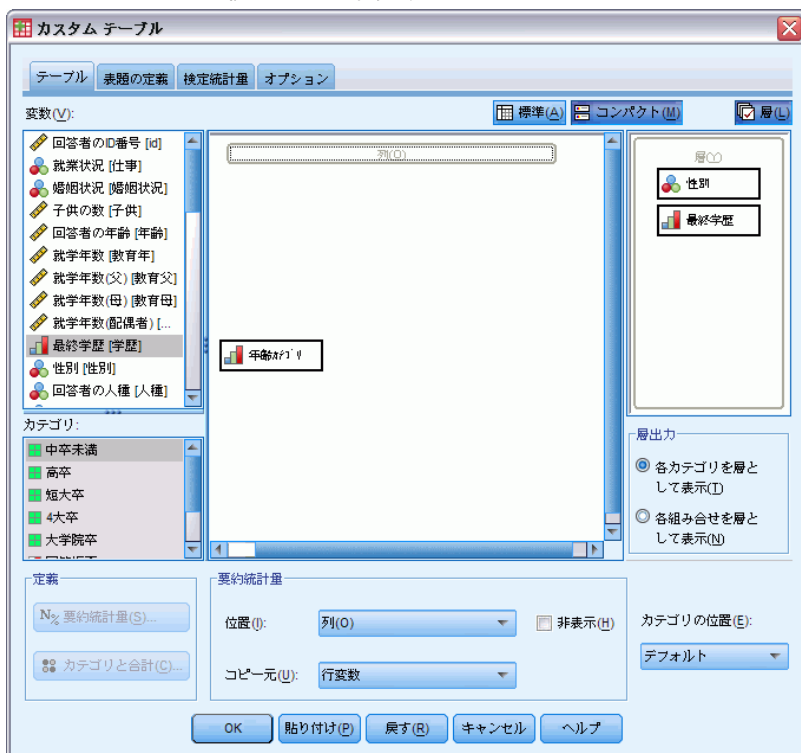 カスタム テーブル
テーブル 表題の定義 検定統計量 オプション
変数(V):
標準(A) コンパクト(M) 層(L)
回答者のID番号 [id]
就業状況 [仕事]
婚姻状況 [婚姻状況]
子供の数 [子供]
回答者の年齢 [年齢]
就学年数 [教育年]
就学年数(父) [教育父]
就学年数(母) [教育母]
就学年数(配偶者) [...
最終学歴 [学歴]
性別 [性別]
回答者の人種 [人種]
列(O)
年齢ｶﾃｺﾞﾘ
層(Y)
性別
最終学歴
カテゴリ:
中卒未満
高卒
短大卒
4大卒
大学院卒
層出力
各カテゴリを層と
して表示(T)
各組み合せを層と
して表示(N)
定義
N% 要約統計量(S)...
カテゴリと合計(C)...
要約統計量
位置(I): 列(O) 非表示(H)
コピー元(U): 行変数
カテゴリの位置(E):
デフォルト
OK 貼り付け(P) 戻す(R) キャンセル ヘルプ